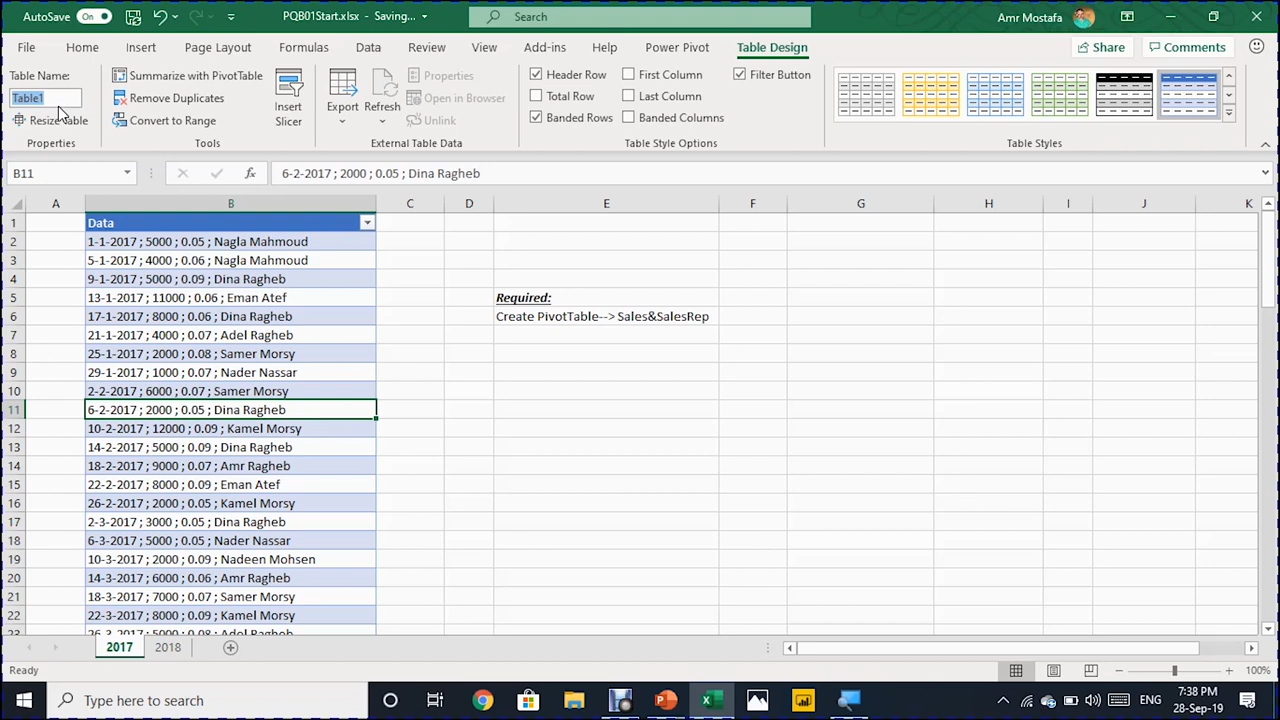 AutoSave On PQB01Start.xlsx - Saving... Search Amr Mostafa
File Home Insert Page Layout Formulas Data Review View Add-ins Help Power Pivot Table Design Share Comments
Table Name:
Table1
Resize Table
Properties
Summarize with PivotTable
Remove Duplicates
Convert to Range
Tools
Insert
Slicer
Export
Refresh
Properties
Open in Browser
Unlink
External Table Data
Header Row First Column Filter Button
Total Row Last Column
Banded Rows Banded Columns
Table Style Options
Table Styles
B11 fx 6-2-2017 ; 2000 ; 0.05 ; Dina Ragheb
A B C D E F G H I J K
1 Data
2 1-1-2017 ; 5000 ; 0.05 ; Nagla Mahmoud
3 5-1-2017 ; 4000 ; 0.06 ; Nagla Mahmoud
4 9-1-2017 ; 5000 ; 0.09 ; Dina Ragheb
5 13-1-2017 ; 11000 ; 0.06 ; Eman Atef Required:
6 17-1-2017 ; 8000 ; 0.06 ; Dina Ragheb Create PivotTable--> Sales&SalesRep
7 21-1-2017 ; 4000 ; 0.07 ; Adel Ragheb
8 25-1-2017 ; 2000 ; 0.08 ; Samer Morsy
9 29-1-2017 ; 1000 ; 0.07 ; Nader Nassar
10 2-2-2017 ; 6000 ; 0.07 ; Samer Morsy
11 6-2-2017 ; 2000 ; 0.05 ; Dina Ragheb
12 10-2-2017 ; 12000 ; 0.09 ; Kamel Morsy
13 14-2-2017 ; 5000 ; 0.09 ; Dina Ragheb
14 18-2-2017 ; 9000 ; 0.07 ; Amr Ragheb
15 22-2-2017 ; 8000 ; 0.09 ; Eman Atef
16 26-2-2017 ; 2000 ; 0.05 ; Kamel Morsy
17 2-3-2017 ; 3000 ; 0.05 ; Dina Ragheb
18 6-3-2017 ; 5000 ; 0.05 ; Nader Nassar
19 10-3-2017 ; 2000 ; 0.09 ; Nadeen Mohsen
20 14-3-2017 ; 6000 ; 0.06 ; Amr Ragheb
21 18-3-2017 ; 7000 ; 0.07 ; Samer Morsy
22 22-3-2017 ; 8000 ; 0.09 ; Kamel Morsy
23 26-3-2017 ; 5000 ; 0.08 ; Adel Ragheb
2017 2018
Ready 100%
Type here to search ENG 7:38 PM
28-Sep-19